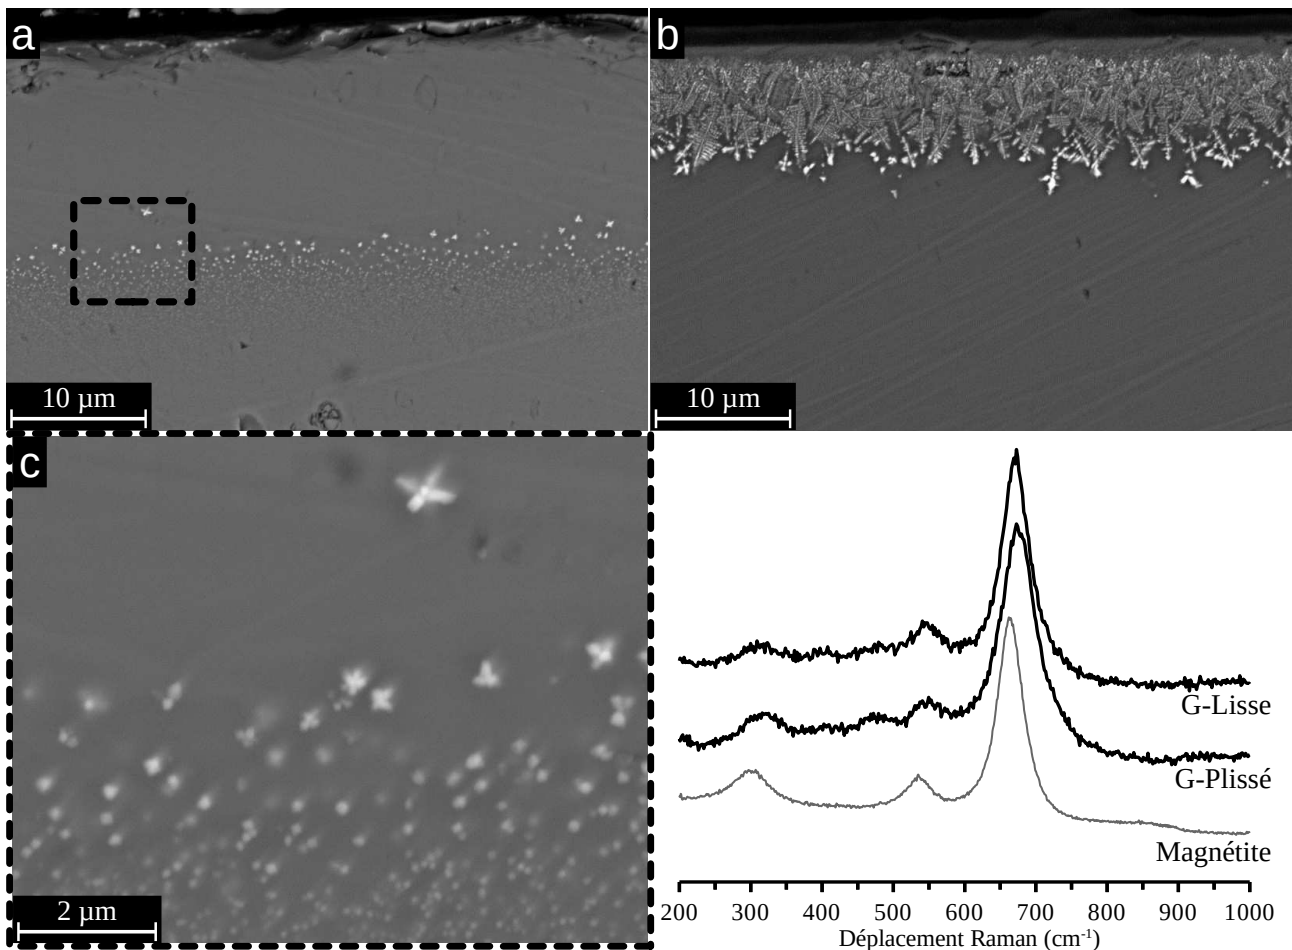 a
b
10 µm
10 µm
c
2 µm
G-Lisse
G-Plissé
Magnétite
200 300 400 500 600 700 800 900 1000
Déplacement Raman (cm-1)